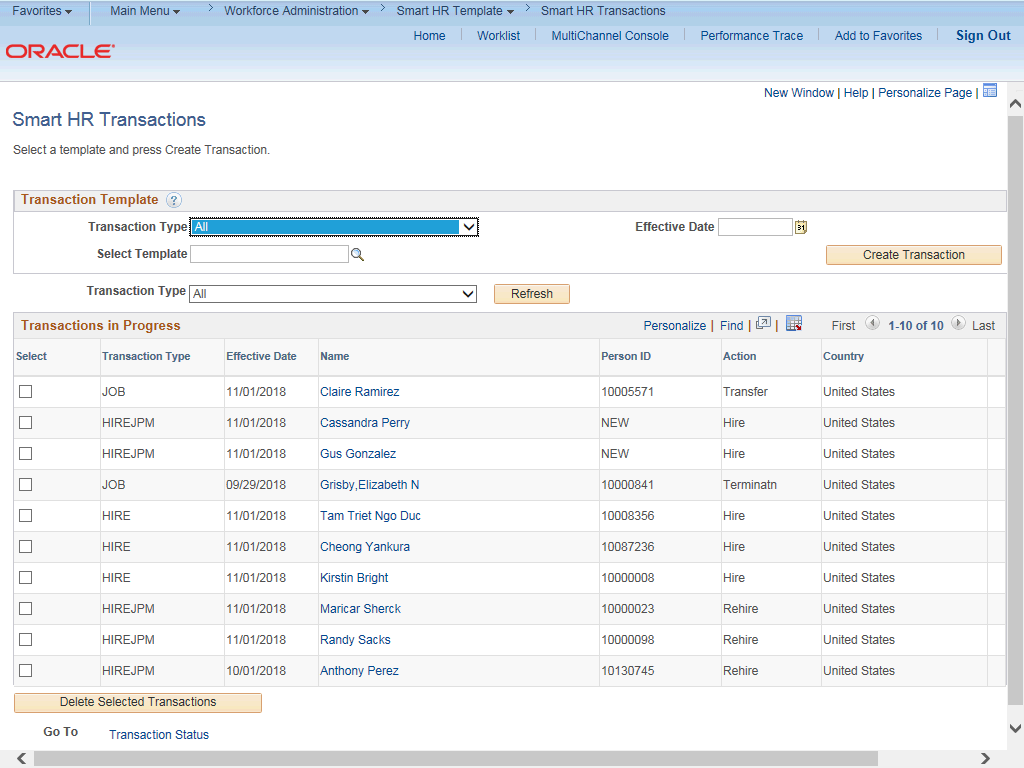 Favorites Main Menu > Workforce Administration > Smart HR Template > Smart HR Transactions
Home Worklist MultiChannel Console Performance Trace Add to Favorites Sign Out
ORACLE
New Window | Help | Personalize Page |
Smart HR Transactions
Select a template and press Create Transaction.
Transaction Template ?
Transaction Type All Effective Date 31
Select Template Create Transaction
Transaction Type All Refresh
Transactions in Progress Personalize | Find | | First 1-10 of 10 Last
Select Transaction Type Effective Date Name Person ID Action Country
JOB 11/01/2018 Claire Ramirez 10005571 Transfer United States
HIREJPM 11/01/2018 Cassandra Perry NEW Hire United States
HIREJPM 11/01/2018 Gus Gonzalez NEW Hire United States
JOB 09/29/2018 Grisby,Elizabeth N 10000841 Terminatn United States
HIRE 11/01/2018 Tam Triet Ngo Duc 10008356 Hire United States
HIRE 11/01/2018 Cheong Yankura 10087236 Hire United States
HIRE 11/01/2018 Kirstin Bright 10000008 Hire United States
HIREJPM 11/01/2018 Maricar Sherck 10000023 Rehire United States
HIREJPM 11/01/2018 Randy Sacks 10000098 Rehire United States
HIREJPM 10/01/2018 Anthony Perez 10130745 Rehire United States
Delete Selected Transactions
Go To Transaction Status